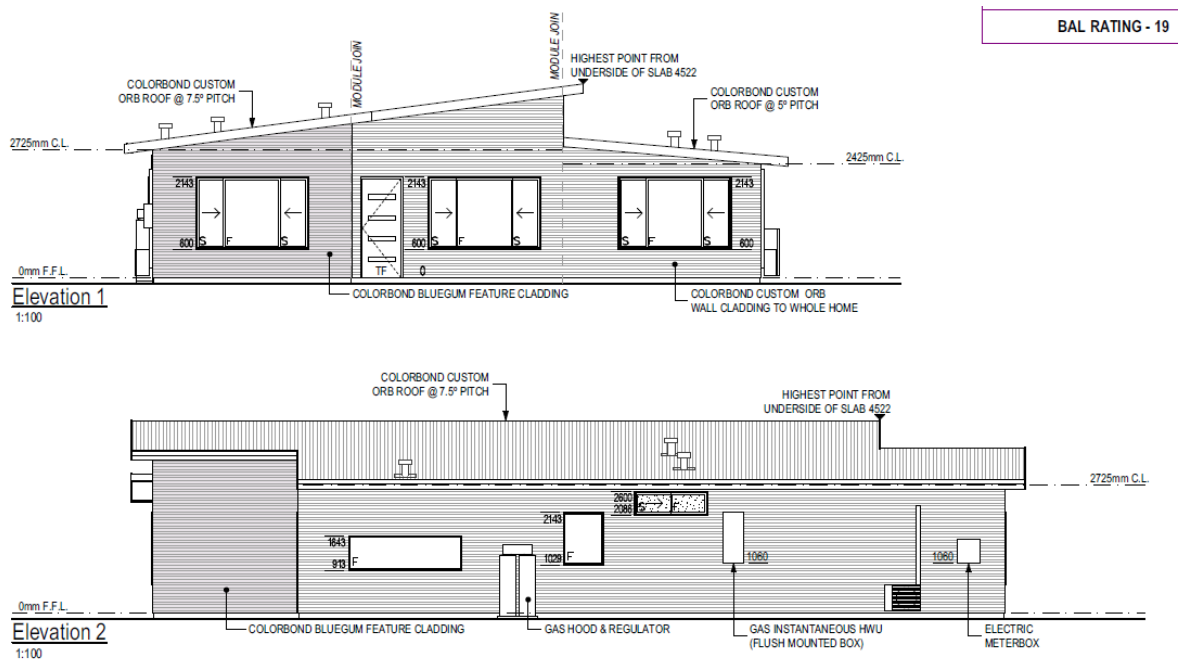 BAL RATING - 19
MODULE JOIN
MODULE JOIN
HIGHEST POINT FROM
UNDERSIDE OF SLAB 4522
COLORBOND CUSTOM
ORB ROOF @ 7.5º PITCH
COLORBOND CUSTOM
ORB ROOF @ 5º PITCH
2725mm C.L.
2425mm C.L.
2143
2143
2143
600
S
F
S
600
S
F
S
S
F
S
600
0mm F.F.L.
TF
0
Elevation 1
1:100
COLORBOND BLUEGUM FEATURE CLADDING
COLORBOND CUSTOM ORB
WALL CLADDING TO WHOLE HOME
COLORBOND CUSTOM
ORB ROOF @ 7.5º PITCH
HIGHEST POINT FROM
UNDERSIDE OF SLAB 4522
2725mm C.L.
2600
2086
S
F
2143
1029
F
1643
913
F
1060
1060
0mm F.F.L.
Elevation 2
1:100
COLORBOND BLUEGUM FEATURE CLADDING
GAS HOOD & REGULATOR
GAS INSTANTANEOUS HWU
(FLUSH MOUNTED BOX)
ELECTRIC
METERBOX